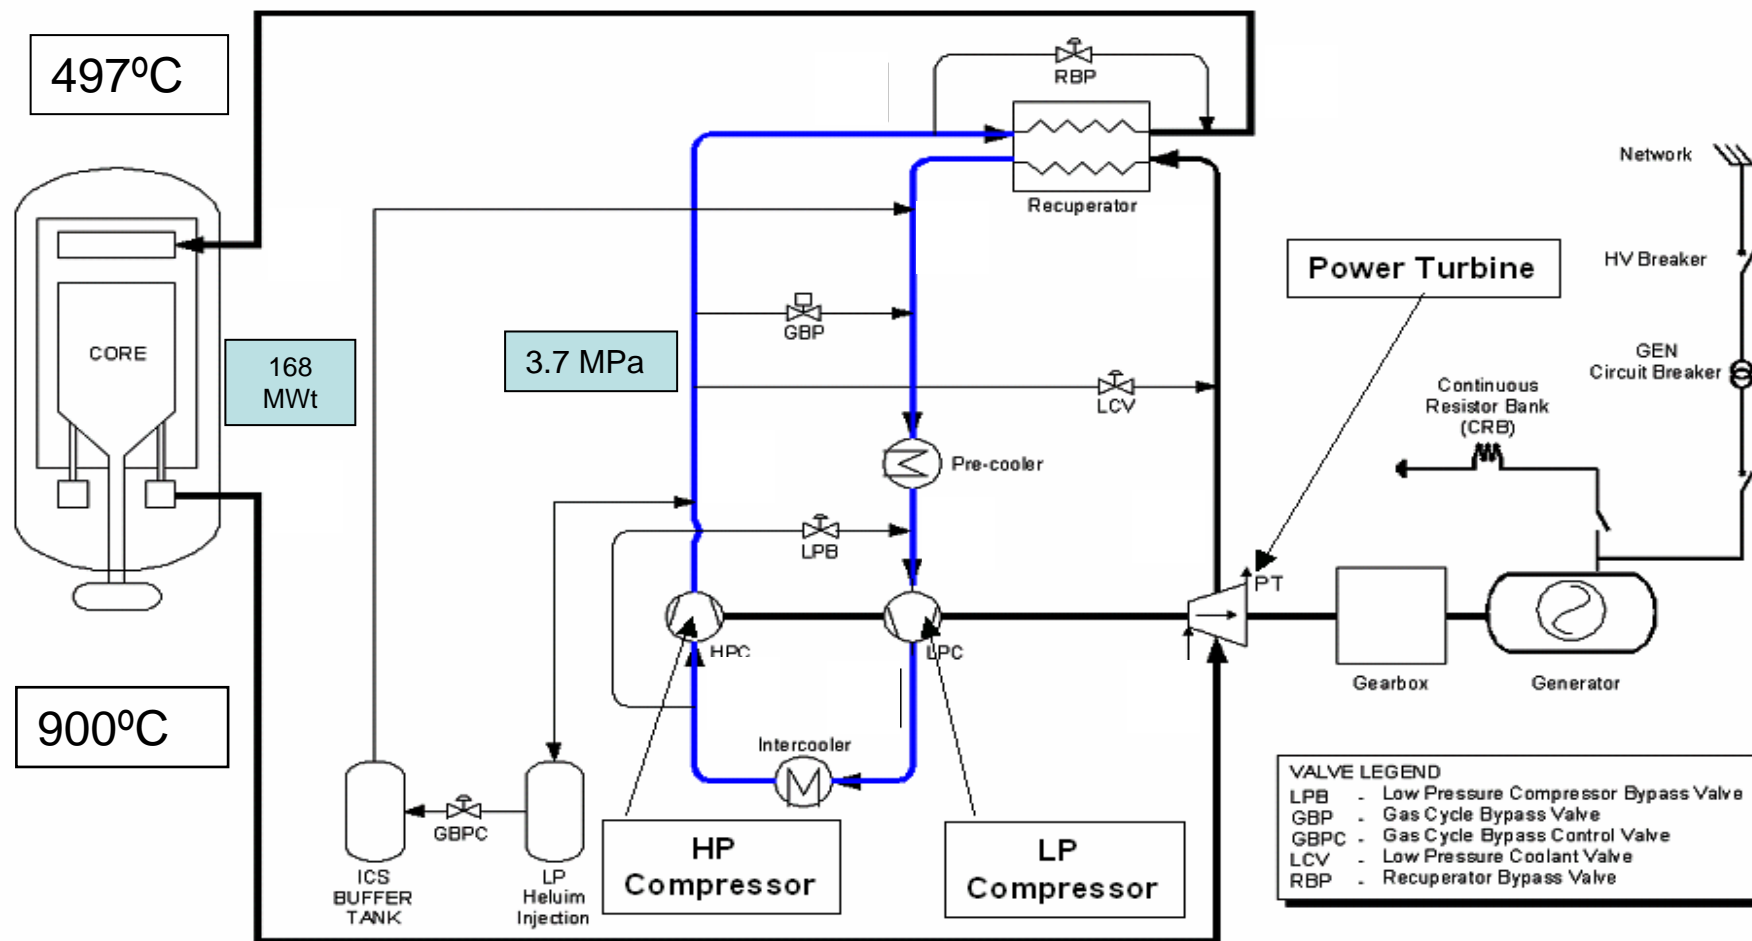 497ºC
RBP
Recuperator
Network
Power Turbine
HV Breaker
GBP
3.7 MPa
CORE
168
MWt
LCV
GEN
Circuit Breaker
Continuous
Resistor Bank
(CRB)
Pre-cooler
LPB
PT
HPC
LPC
Gearbox
Generator
900ºC
Intercooler
GBPC
ICS
BUFFER
TANK
LP
Heluim
Injection
HP
Compressor
LP
Compressor
VALVE LEGEND
LPB - Low Pressure Compressor Bypass Valve
GBP - Gas Cycle Bypass Valve
GBPC - Gas Cycle Bypass Control Valve
LCV - Low Pressure Coolant Valve
RBP - Recuperator Bypass Valve